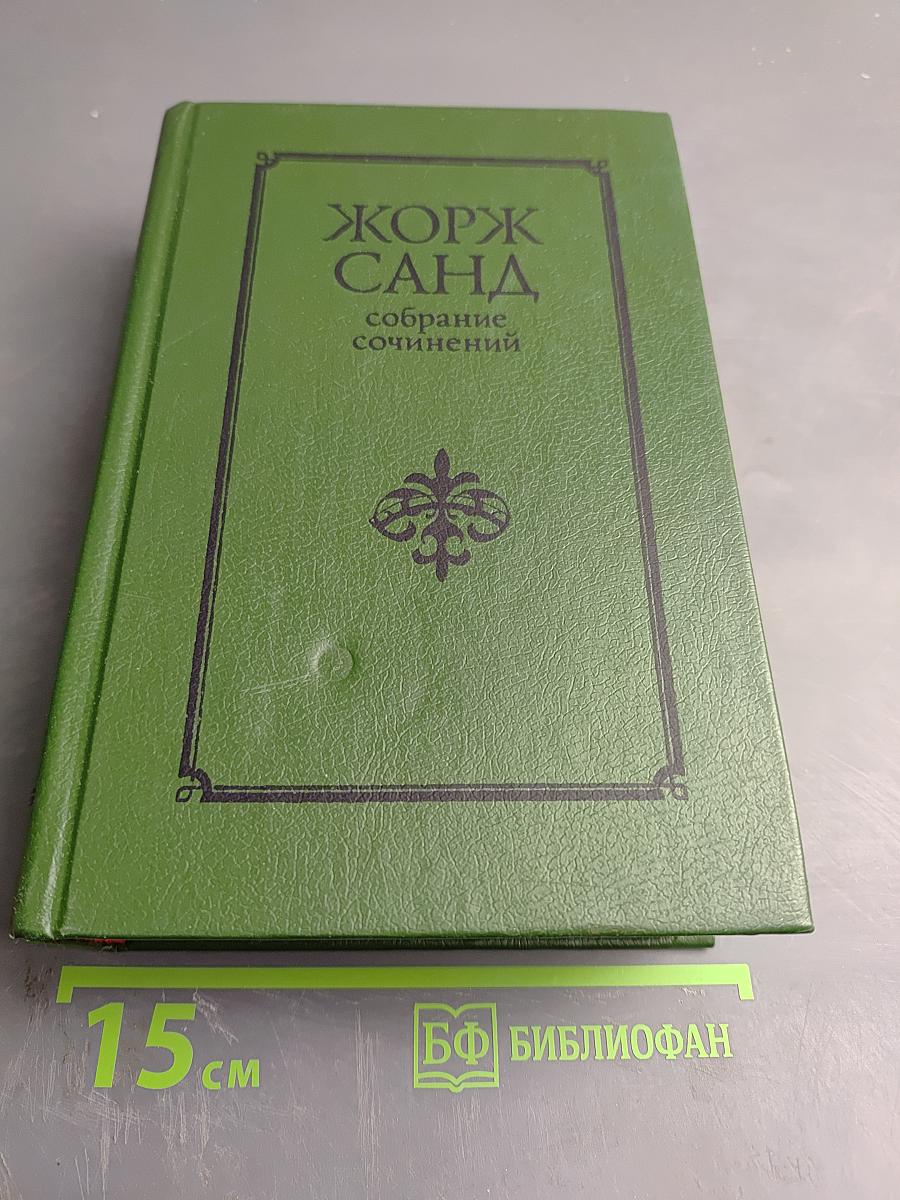 ЖОРЖ
САНД
собрание
сочинений
15 см
БФ БИБЛИОФАН